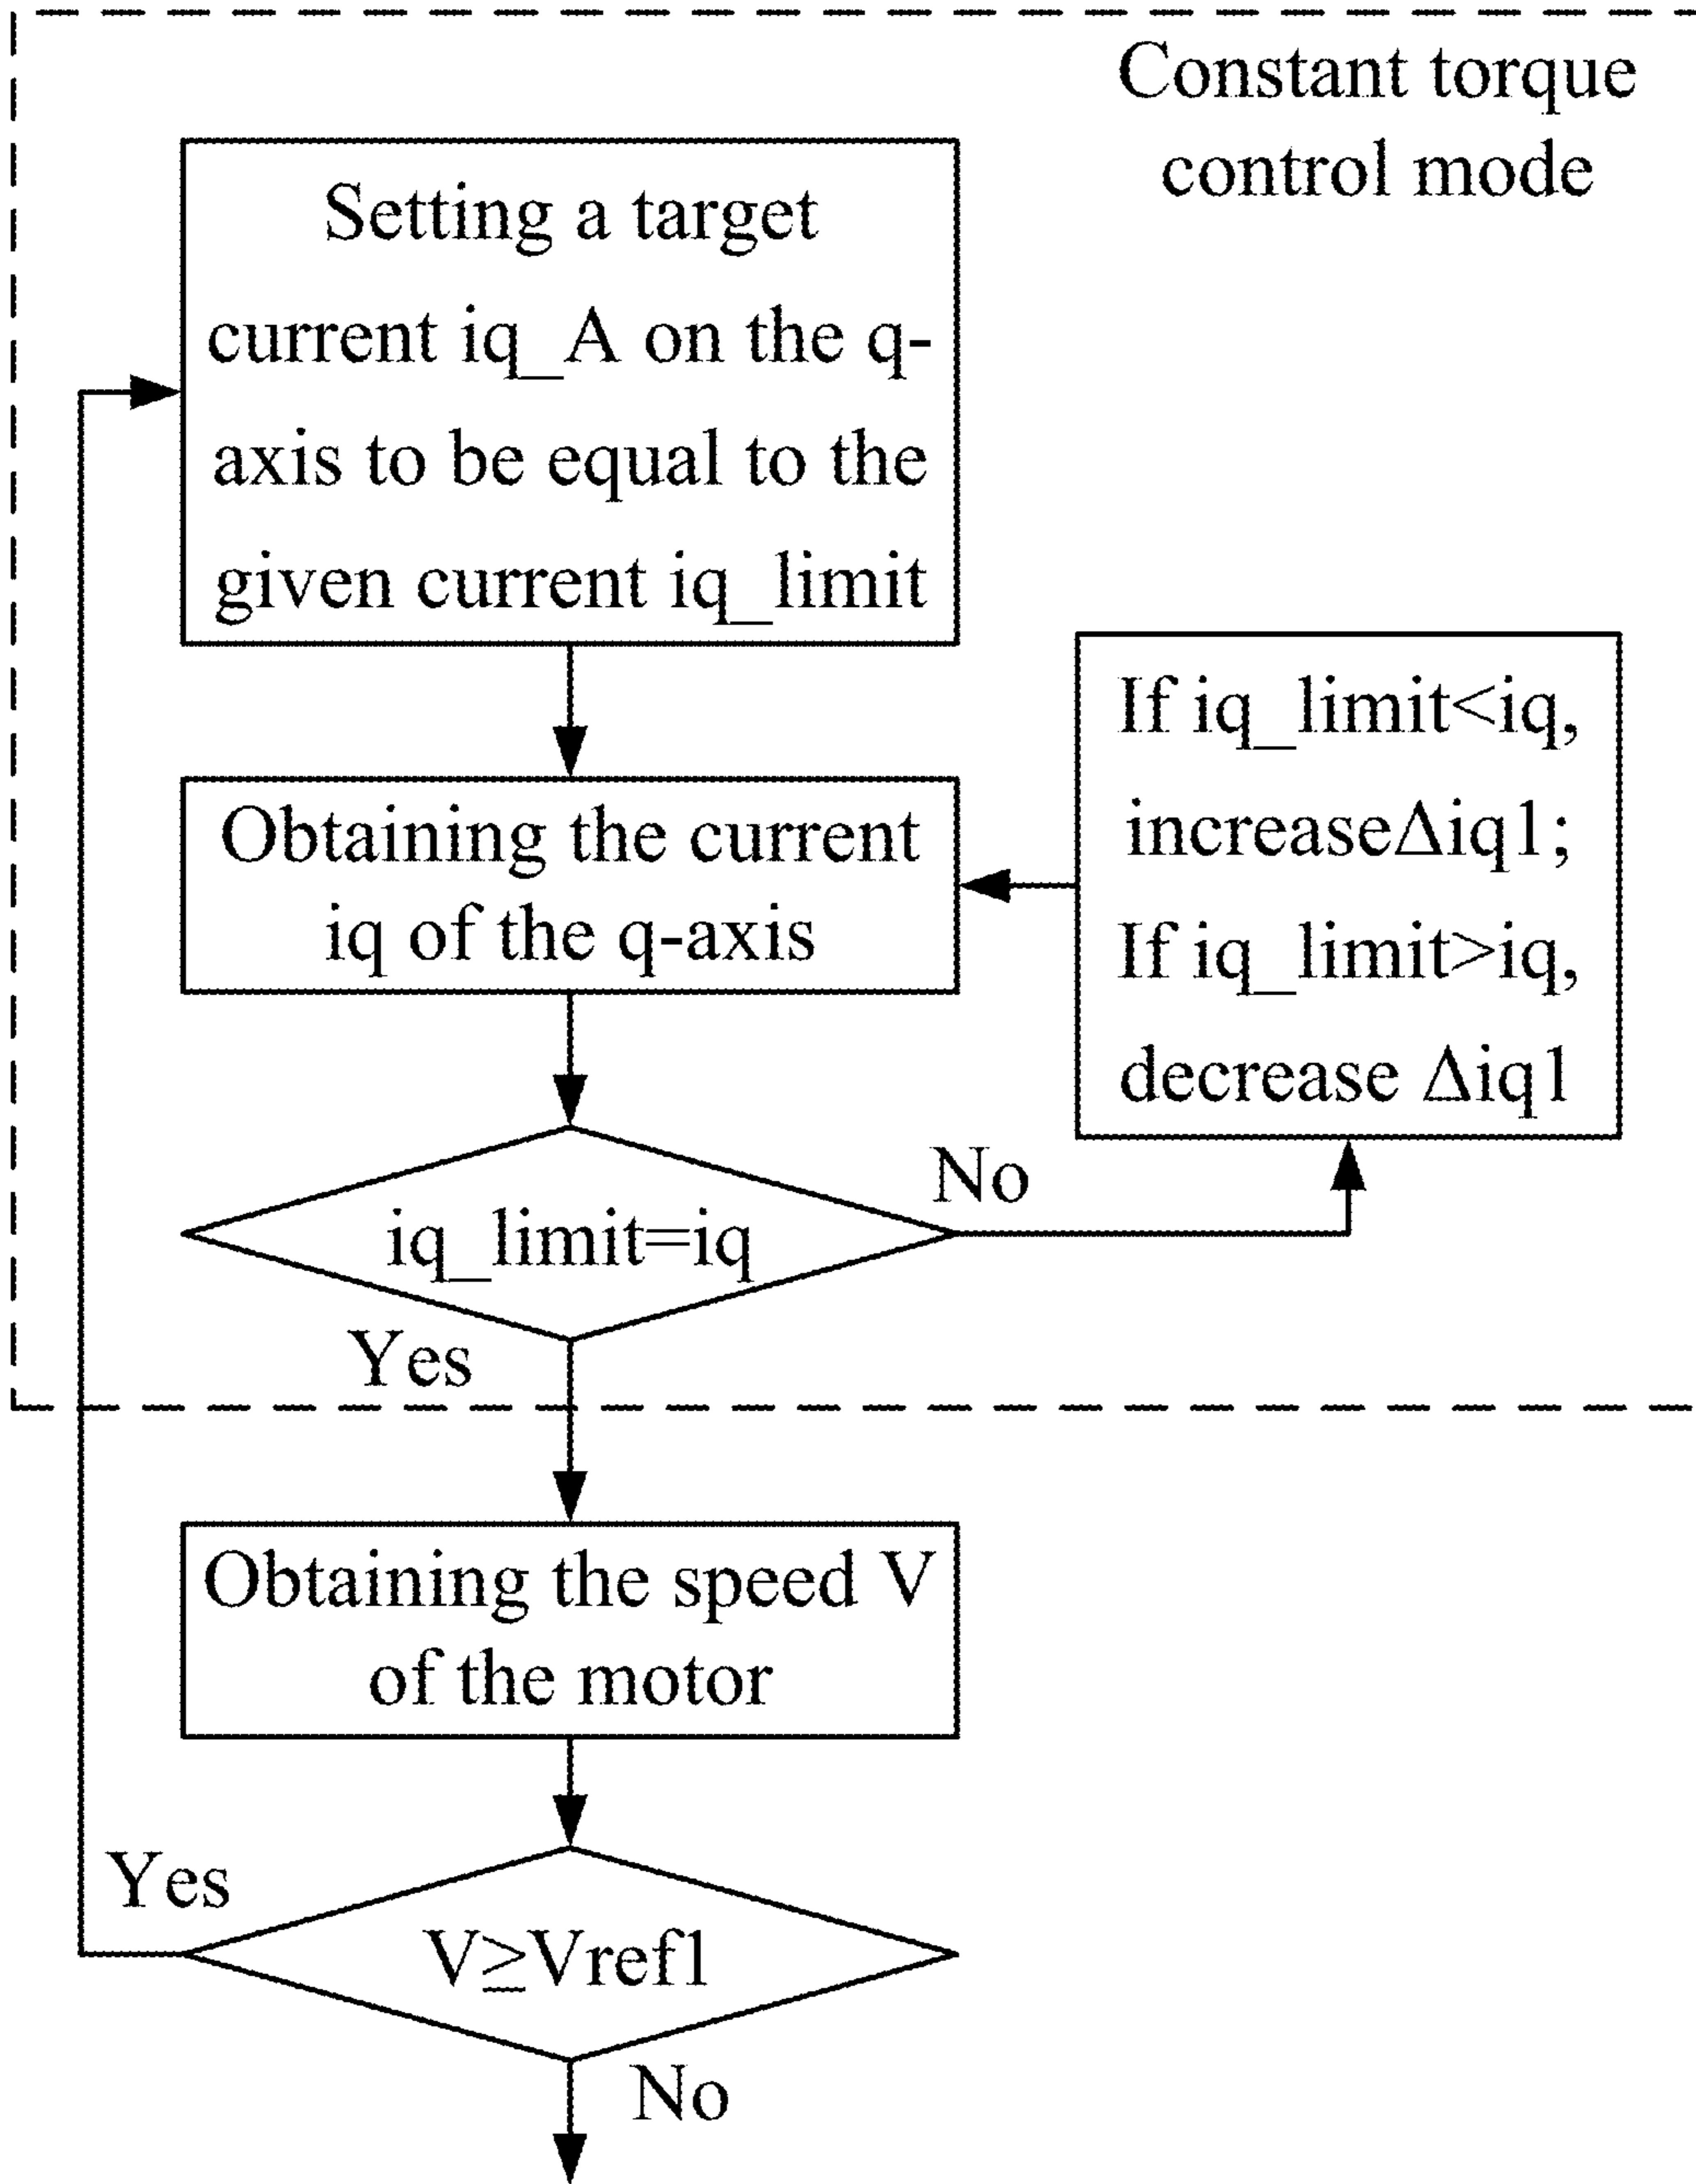 Constant torque
control mode
Setting a target
current iq_A on the q-
axis to be equal to the
given current iq_limit
Obtaining the current
iq of the q-axis
If iq_limit<iq,
increaseΔiq1;
If iq_limit>iq,
decrease Δiq1
iq_limit=iq
No
Yes
Obtaining the speed V
of the motor
Yes
V≥Vref1
No